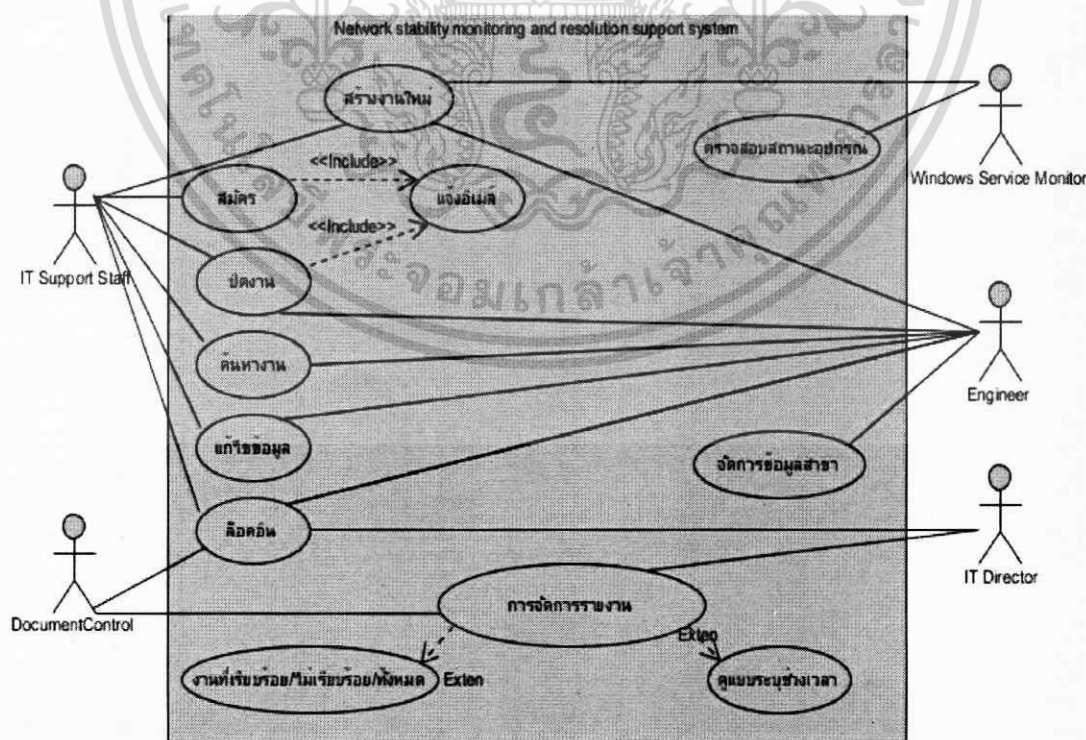 Network stability monitoring and resolution support system
สร้างงานใหม่
ตรวจสอบสถานะอุปกรณ์
Windows Service Monitor
<<Include>>
สมัคร
แจ้งอีเมล์
IT Support Staff
<<Include>>
ปิดงาน
ค้นหางาน
Engineer
แก้ไขข้อมูล
จัดการข้อมูลสาขา
ล็อคอิน
IT Director
DocumentControl
การจัดการรายงาน
Exten
งานที่เรียบร้อย/ไม่เรียบร้อย/ทั้งหมด
Exten
ดูแบบระบุช่วงเวลา